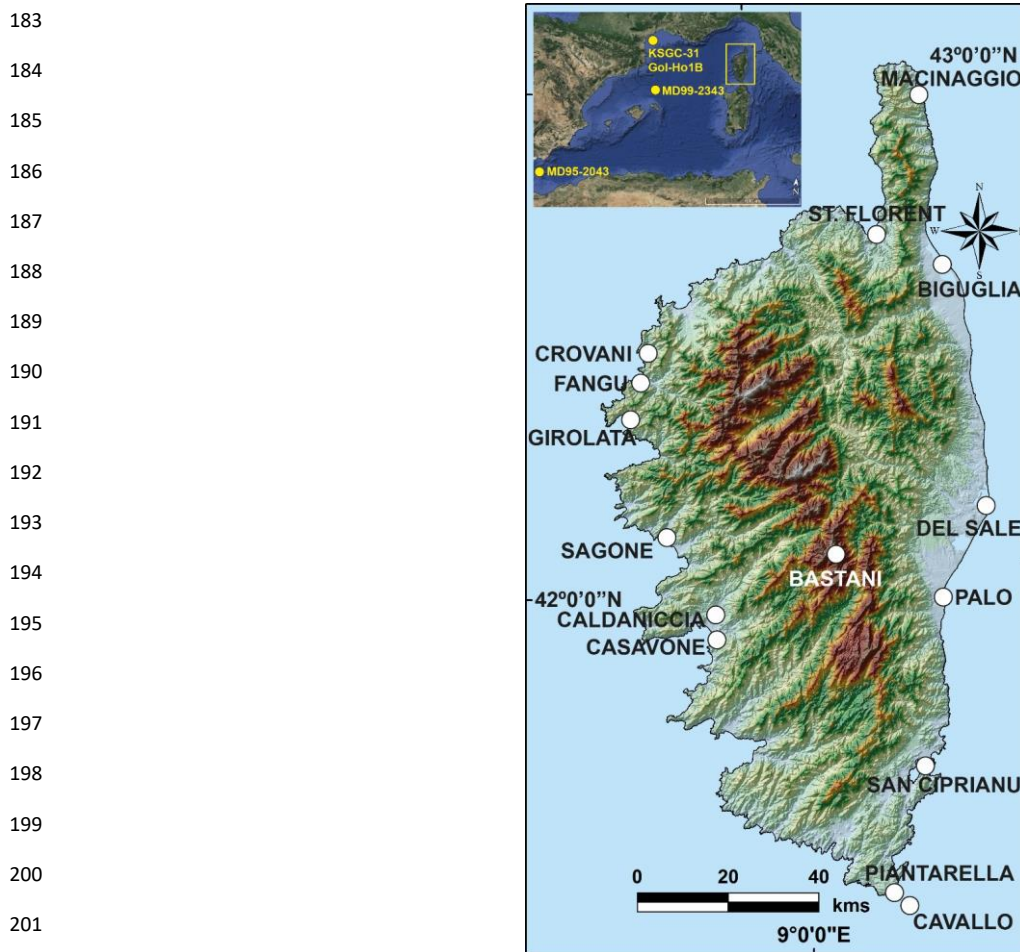 183
184
185
186
187
188
189
190
191
192
193
194
195
196
197
198
199
200
201
KSGC-31
Gol-Ho1B
MD99-2343
MD95-2043
N
43º0'0''N
MACINAGGIO
ST. FLORENT
N
W
S
BIGUGLIA
CROVANI
FANGU
GIROLATA
DEL SALE
SAGONE
BASTANI
42º0'0''N
PALO
CALDANICCIA
CASAVONE
SAN CIPRIANU
PIANTARELLA
0 20 40
kms
CAVALLO
9º0'0"E